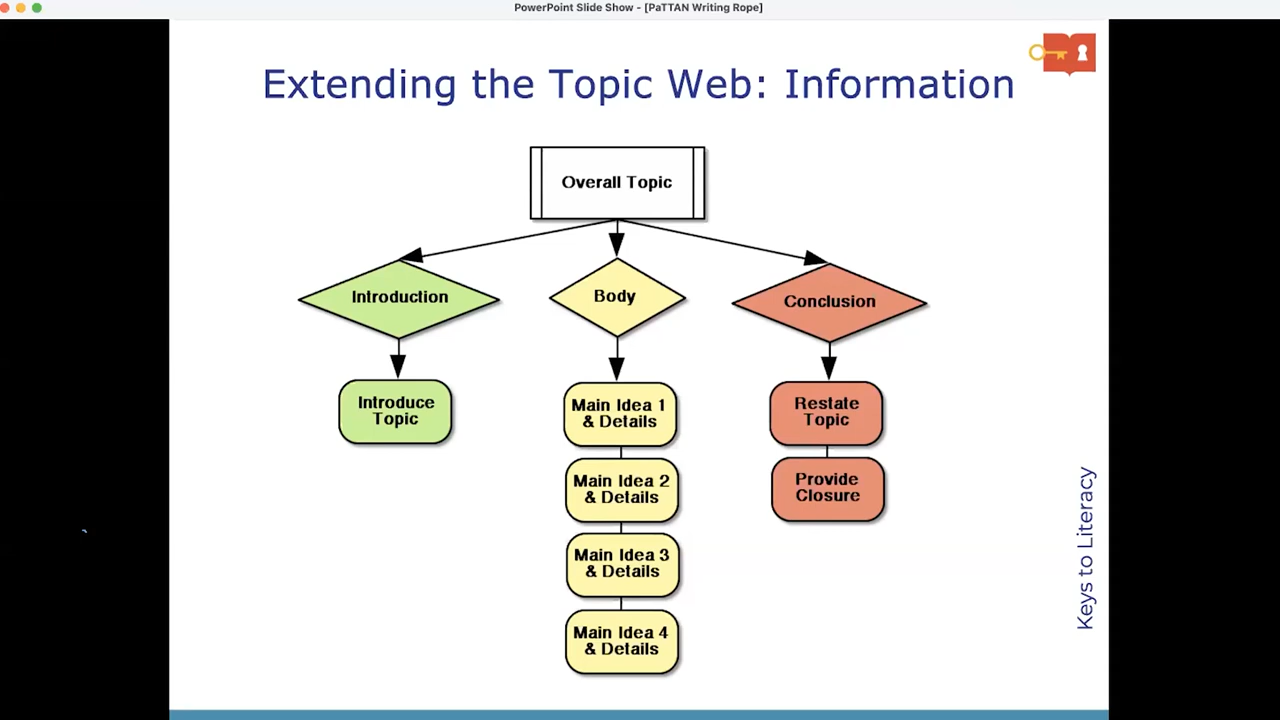 PowerPoint Slide Show - [PaTTAN Writing Rope]
Extending the Topic Web: Information
Overall Topic
Introduction
Body
Conclusion
Introduce
Topic
Main Idea 1
& Details
Main Idea 2
& Details
Main Idea 3
& Details
Main Idea 4
& Details
Restate
Topic
Provide
Closure
Keys to Literacy